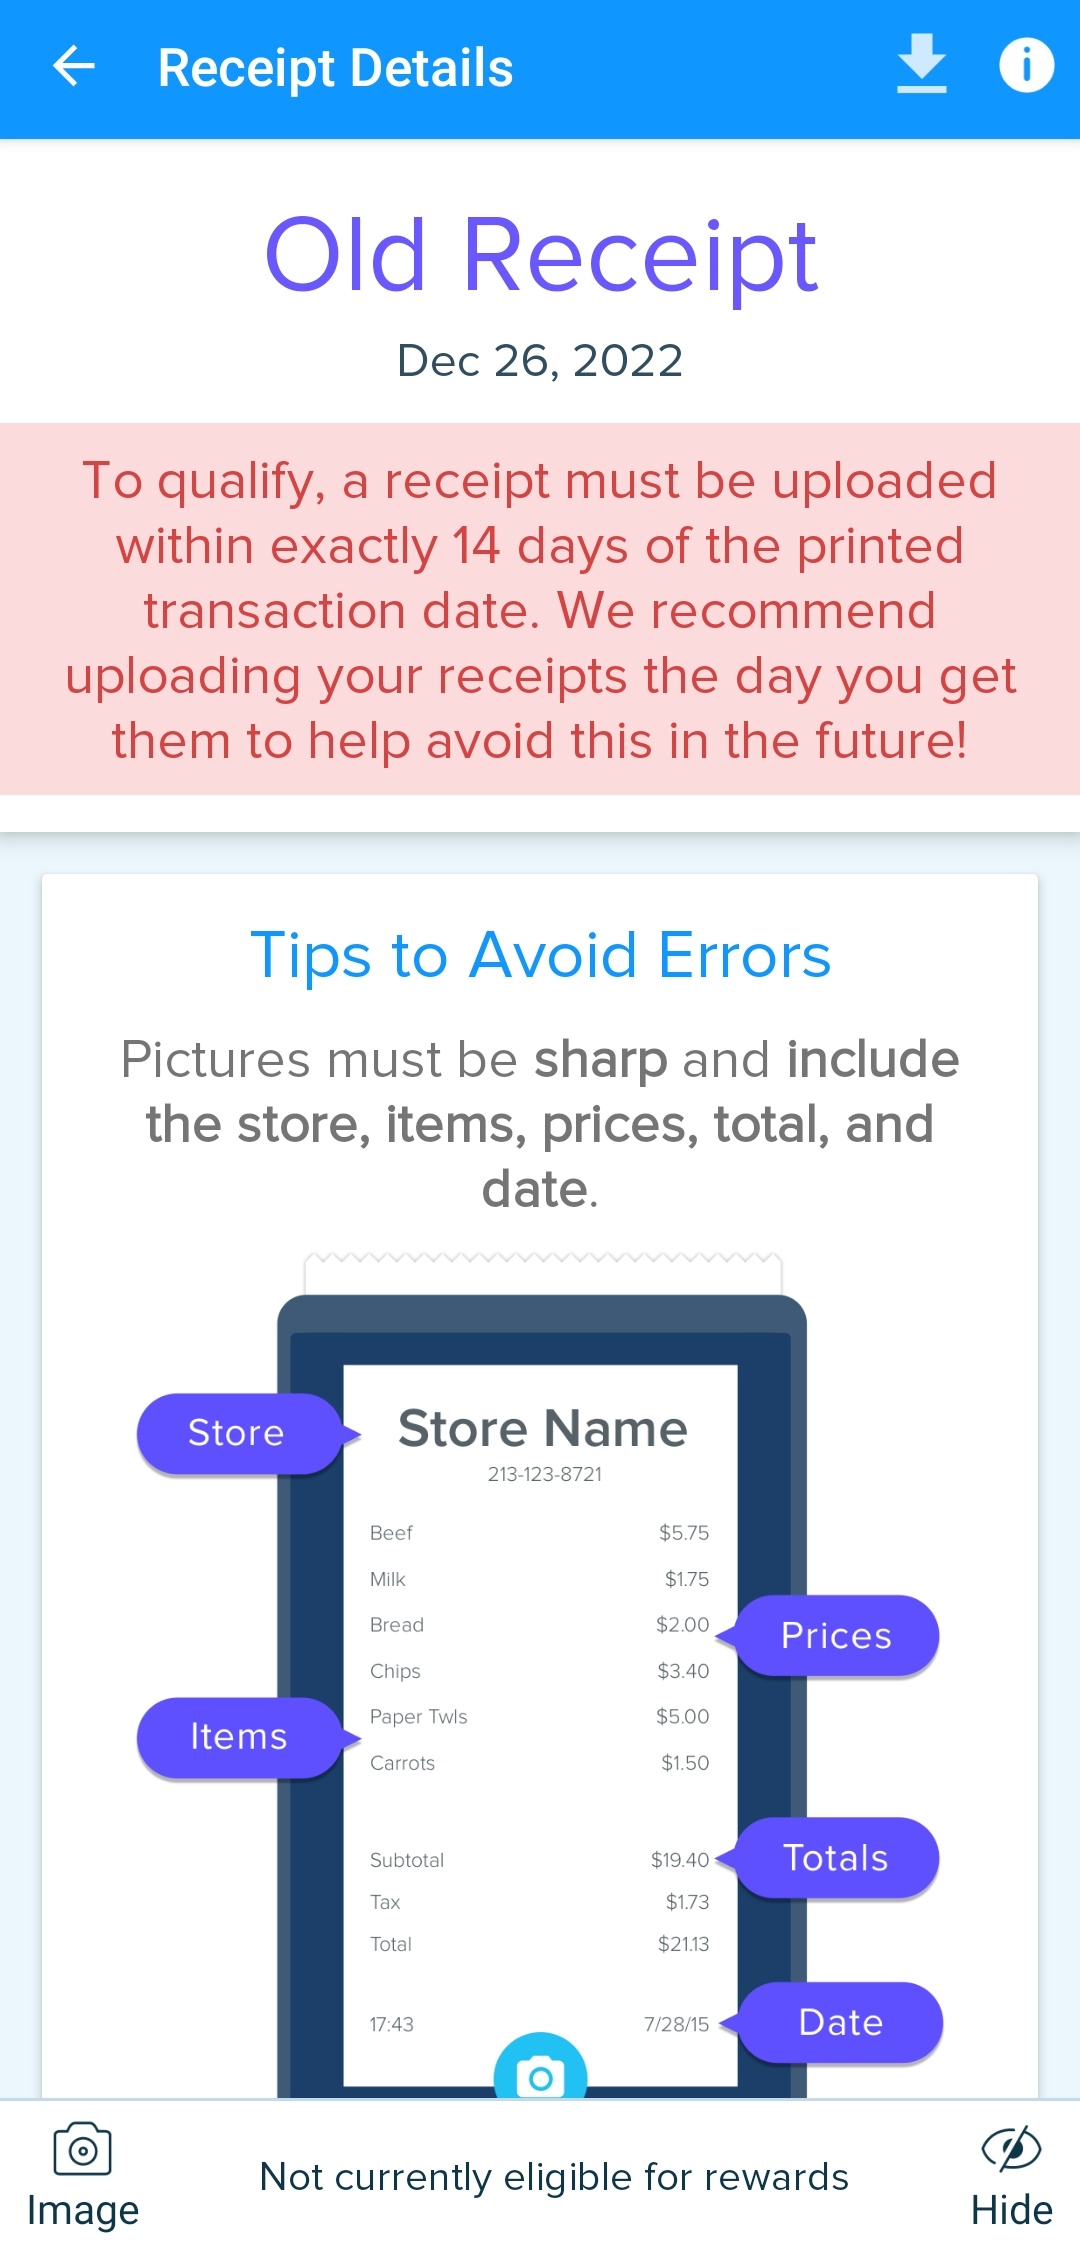 Receipt Details
Old Receipt
Dec 26, 2022
To qualify, a receipt must be uploaded
within exactly 14 days of the printed
transaction date. We recommend
uploading your receipts the day you get
them to help avoid this in the future!
Tips to Avoid Errors
Pictures must be sharp and include
the store, items, prices, total, and
date.
Store
Store Name
213-123-8721
Beef $5.75
Milk $1.75
Bread $2.00
Prices
Chips $3.40
Paper Twls $5.00
Items
Carrots $1.50
Subtotal $19.40
Totals
Tax $1.73
Total $21.13
17:43 7/28/15
Date
Image
Not currently eligible for rewards
Hide